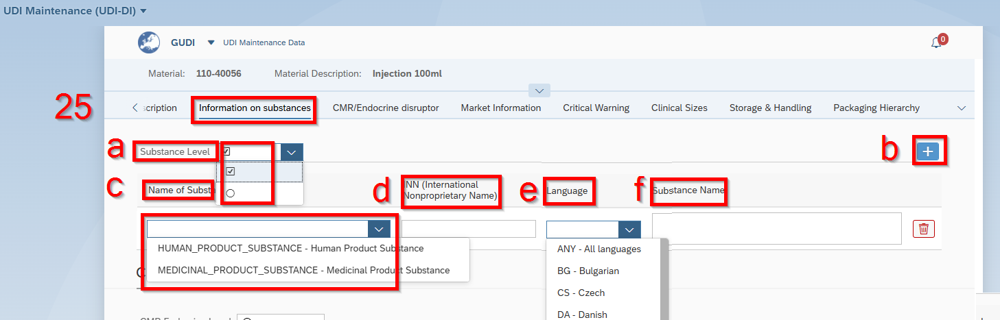 UDI Maintenance (UDI-DI)
GUDI UDI Maintenance Data 0
Material: 110-40056 Material Description: Injection 100ml
25
scription Information on substances CMR/Endocrine disruptor Market Information Critical Warning Clinical Sizes Storage & Handling Packaging Hierarchy
a Substance Level b
c Name of Subst d NN (International
Nonproprietary Name) e Language f Substance Name
HUMAN_PRODUCT_SUBSTANCE - Human Product Substance
MEDICINAL_PRODUCT_SUBSTANCE - Medicinal Product Substance
ANY - All languages
BG - Bulgarian
CS - Czech
DA - Danish